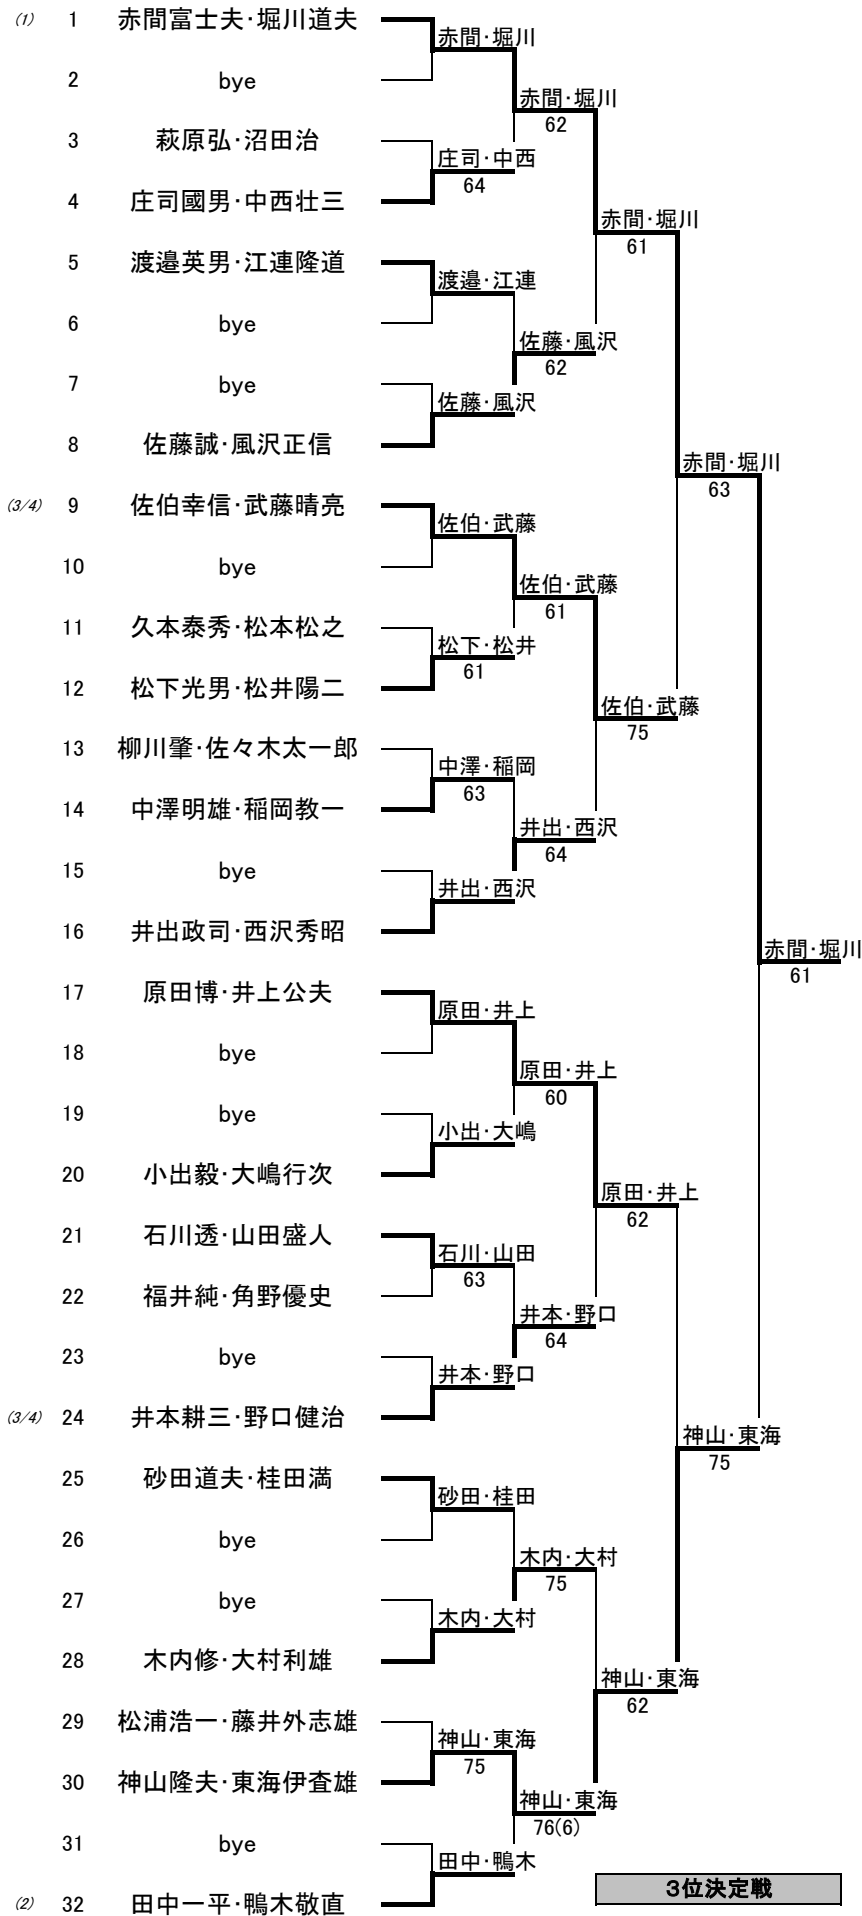 (1) 1 赤間富士夫・堀川道夫
赤間・堀川
2 bye
赤間・堀川
62
3 萩原弘・沼田治
庄司・中西
64
4 庄司國男・中西壮三
赤間・堀川
61
5 渡邉英男・江連隆道
渡邉・江連
6 bye
佐藤・風沢
62
7 bye
佐藤・風沢
8 佐藤誠・風沢正信
赤間・堀川
63
(3/4) 9 佐伯幸信・武藤晴亮
佐伯・武藤
10 bye
佐伯・武藤
61
11 久本泰秀・松本松之
松下・松井
61
12 松下光男・松井陽二
佐伯・武藤
75
13 柳川肇・佐々木太一郎
中澤・稲岡
63
14 中澤明雄・稲岡教一
井出・西沢
64
15 bye
井出・西沢
16 井出政司・西沢秀昭
赤間・堀川
61
17 原田博・井上公夫
原田・井上
18 bye
原田・井上
60
19 bye
小出・大嶋
20 小出毅・大嶋行次
原田・井上
62
21 石川透・山田盛人
石川・山田
63
22 福井純・角野優史
井本・野口
64
23 bye
井本・野口
(3/4) 24 井本耕三・野口健治
神山・東海
75
25 砂田道夫・桂田満
砂田・桂田
26 bye
木内・大村
75
27 bye
木内・大村
28 木内修・大村利雄
神山・東海
62
29 松浦浩一・藤井外志雄
神山・東海
75
30 神山隆夫・東海伊査雄
神山・東海
76(6)
31 bye
田中・鴨木
3位決定戦
(2) 32 田中一平・鴨木敬直